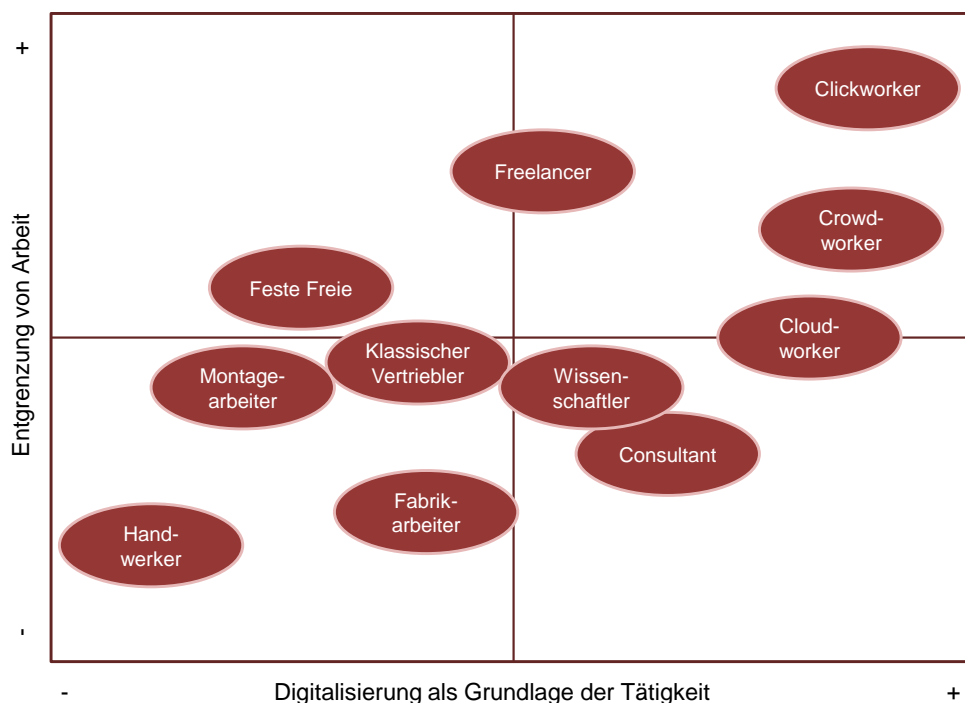 +
Clickworker
Freelancer
Crowd-
worker
Entgrenzung von Arbeit
Feste Freie
Cloud-
worker
Klassischer
Vertriebler
Montage-
arbeiter
Wissen-
schaftler
Consultant
Fabrik-
arbeiter
Hand-
werker
-
-
Digitalisierung als Grundlage der Tätigkeit
+